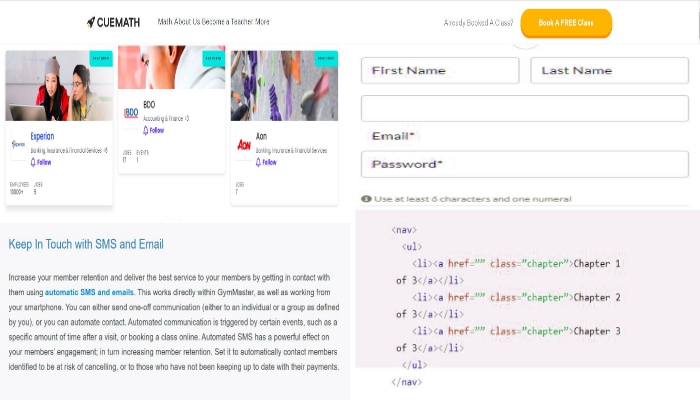 CUEMATH
Math About Us Become a Teacher More
Already Booked A Class?
Book A FREE Class
Experian
Banking, Insurance & Financial Services +8
Follow
EMPLOYEES JOBS
10000+ 5
BDO
BDO
Accounting & Finance +3
Follow
JOBS EVENTS
17 1
AON
Aon
Banking, Insurance & Financial Services
Follow
JOBS
7
Keep In Touch with SMS and Email
Increase your member retention and deliver the best service to your members by getting in contact with
them using automatic SMS and emails. This works directly within GymMaster, as well as working from
your smartphone. You can either send one-off communication (either to an individual or a group as defined
by you), or you can automate contact. Automated communication is triggered by certain events, such as a
specific amount of time after a visit, or booking a class online. Automated SMS has a powerful effect on
your members' engagement; in turn increasing member retention. Set it to automatically contact members
identified to be at risk of cancelling, or to those who have not been keeping up to date with their payments.
First Name
Last Name
Email*
Password*
Use at least 6 characters and one numeral
<nav>
<ul>
<li><a href="" class="chapter">Chapter 1
of 3</a></li>
<li><a href="" class="chapter">Chapter 2
of 3</a></li>
<li><a href="" class="chapter">Chapter 3
of 3</a></li>
</ul>
</nav>